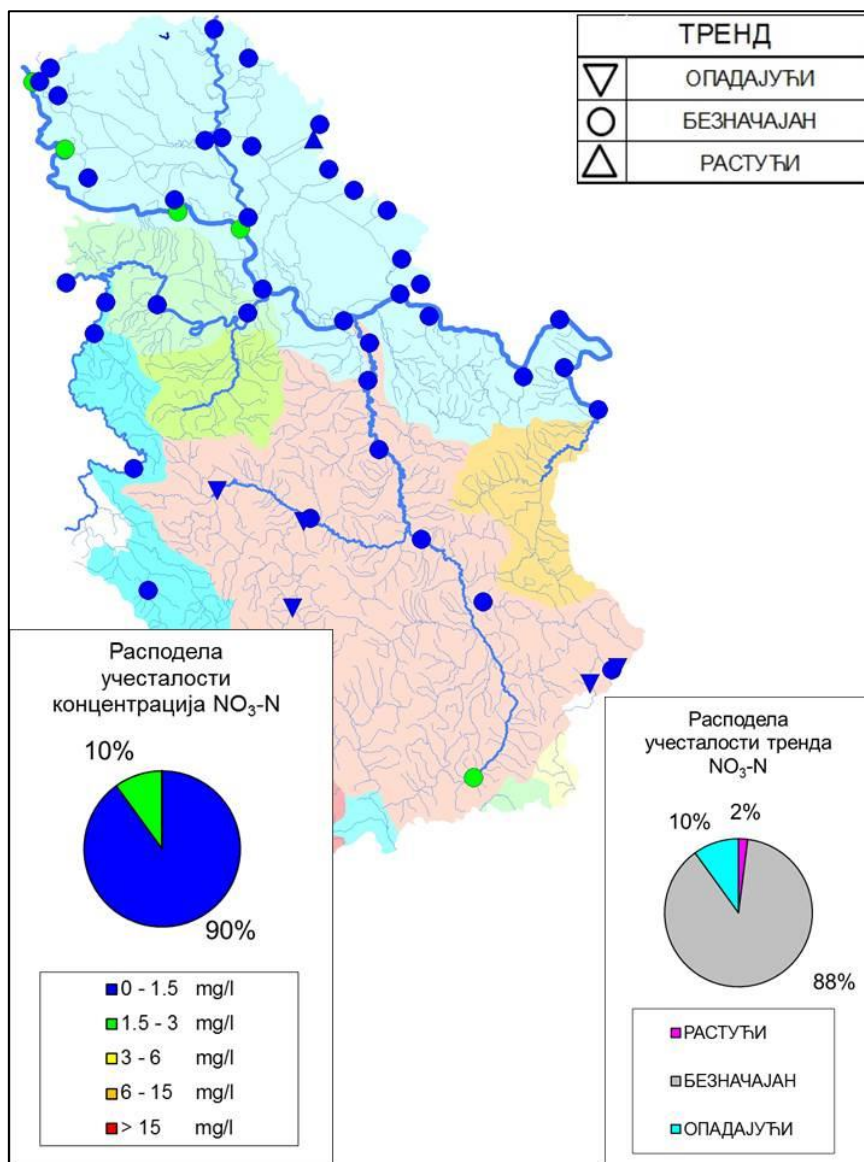 ТРЕНД
ОПАДАЈУЋИ
БЕЗНАЧАЈАН
РАСТУЋИ
Расподела
учесталости
концентрација NO₃-N
10%
90%
0 - 1.5 mg/l
1.5 - 3 mg/l
3 - 6 mg/l
6 - 15 mg/l
> 15 mg/l
Расподела
учесталости тренда
NO₃-N
10%
2%
88%
РАСТУЋИ
БЕЗНАЧАЈАН
ОПАДАЈУЋИ